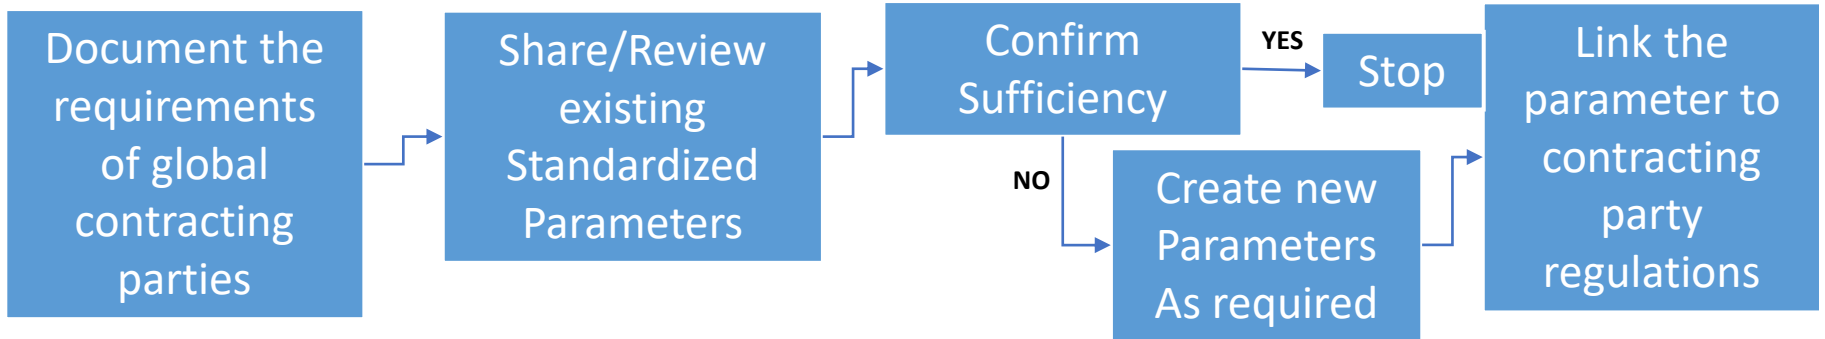 Document the
requirements
of global
contracting
parties
Share/Review
existing
Standardized
Parameters
Confirm
Sufficiency
YES
Stop
NO
Create new
Parameters
As required
Link the
parameter to
contracting
party
regulations